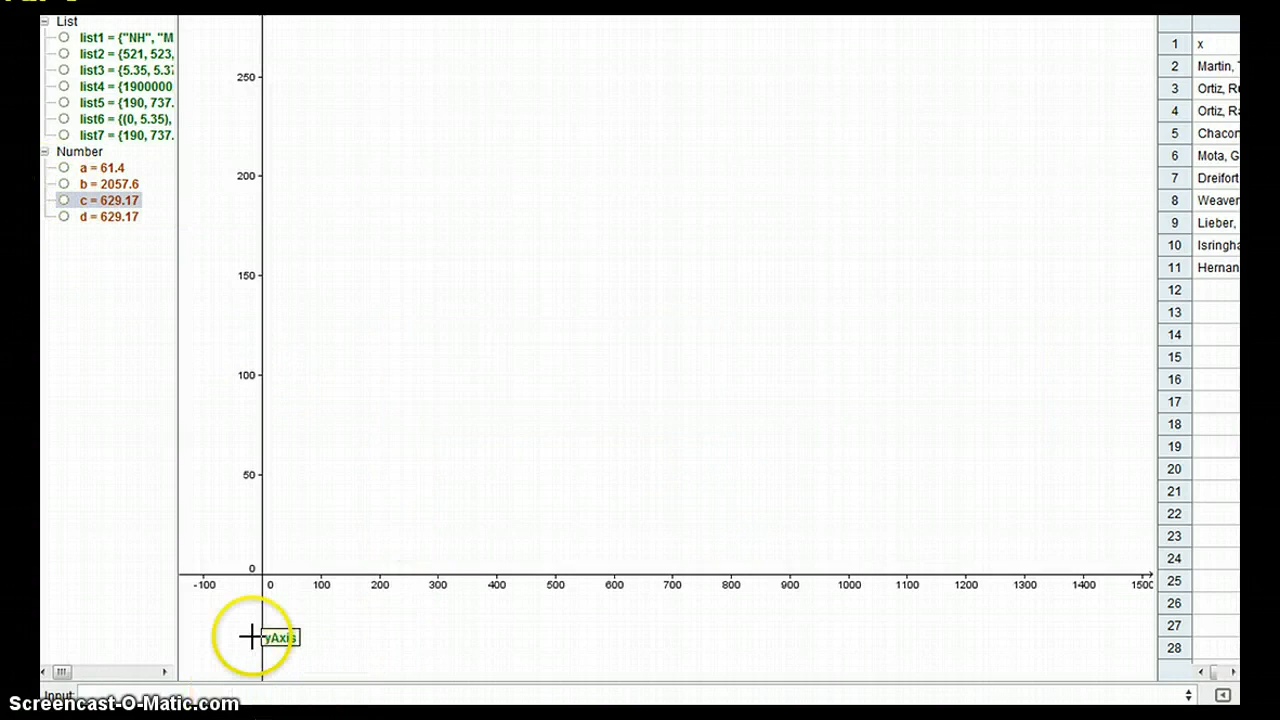 List
list1 = {"NH", "M
list2 = {521, 523,
list3 = {5.35, 5.3
list4 = {1900000
list5 = {190, 737.
list6 = {(0, 5.35),
list7 = {190, 737.
Number
a = 61.4
b = 2057.6
c = 629.17
d = 629.17
250
200
150
100
50
0
-100 0 100 200 300 400 500 600 700 800 900 1000 1100 1200 1300 1400 1500
yAxis
1 x
2 Martin,
3 Ortiz, Ru
4 Ortiz, Ra
5 Chacon
6 Mota, G
7 Dreifort
8 Weaver
9 Lieber,
10 Isringha
11 Hernan
12
13
14
15
16
17
18
19
20
21
22
23
24
25
26
27
28
Input:
Screencast-O-Matic.com